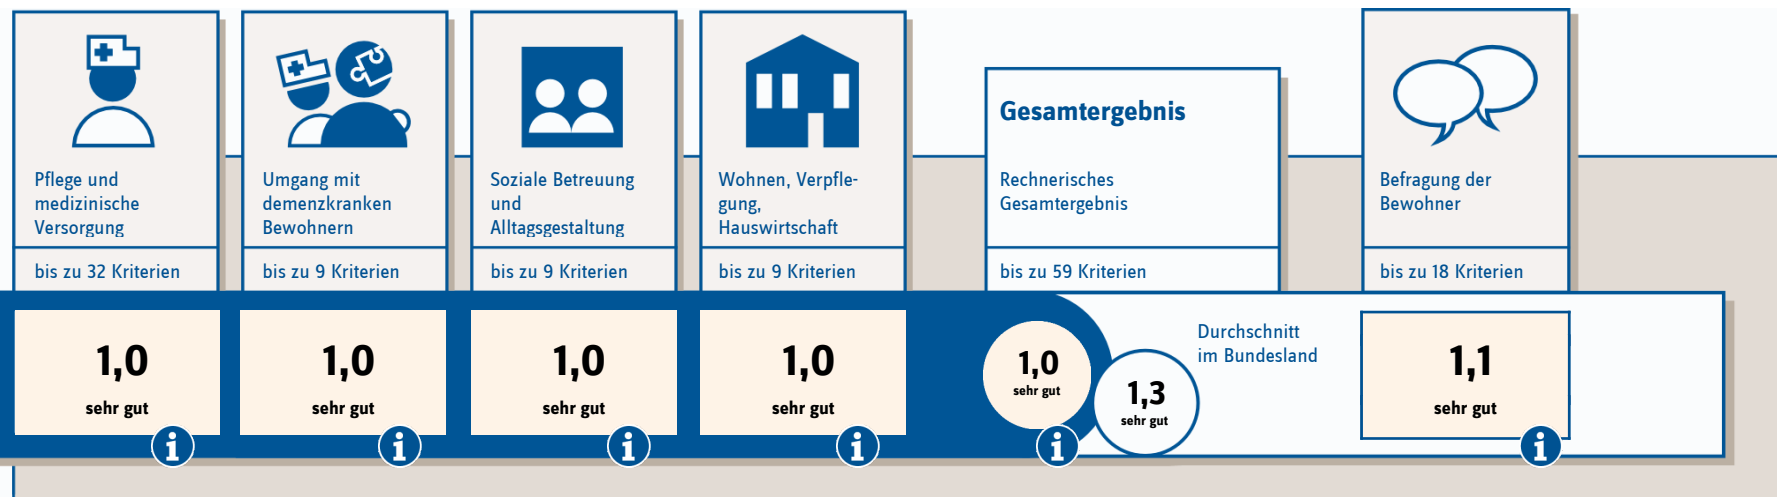 Pflege und
medizinische
Versorgung
bis zu 32 Kriterien
1,0
sehr gut
i
Umgang mit
demenzkranken
Bewohnern
bis zu 9 Kriterien
1,0
sehr gut
i
Soziale Betreuung
und
Alltagsgestaltung
bis zu 9 Kriterien
1,0
sehr gut
i
Wohnen, Verpfle-
gung,
Hauswirtschaft
bis zu 9 Kriterien
1,0
sehr gut
i
Gesamtergebnis
Rechnerisches
Gesamtergebnis
bis zu 59 Kriterien
1,0
sehr gut
i
1,3
sehr gut
Durchschnitt
im Bundesland
Befragung der
Bewohner
bis zu 18 Kriterien
1,1
sehr gut
i